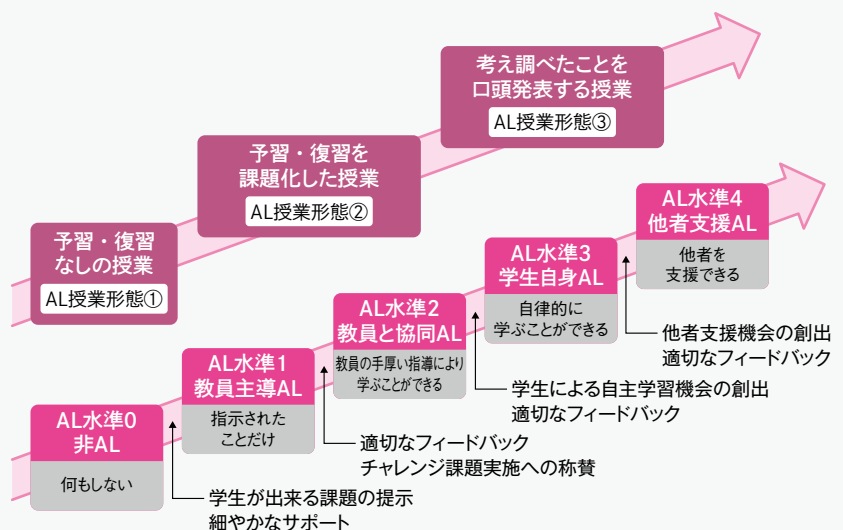 考え調べたことを
口頭発表する授業
AL授業形態③
予習・復習を
課題化した授業
AL授業形態②
予習・復習
なしの授業
AL授業形態①
AL水準4
他者支援AL
他者を
支援できる
AL水準3
学生自身AL
自律的に
学ぶことができる
AL水準2
教員と協同AL
教員の手厚い指導により
学ぶことができる
AL水準1
教員主導AL
指示された
ことだけ
AL水準0
非AL
何もしない
他者支援機会の創出
適切なフィードバック
学生による自主学習機会の創出
適切なフィードバック
適切なフィードバック
チャレンジ課題実施への称賛
学生が出来る課題の提示
細やかなサポート